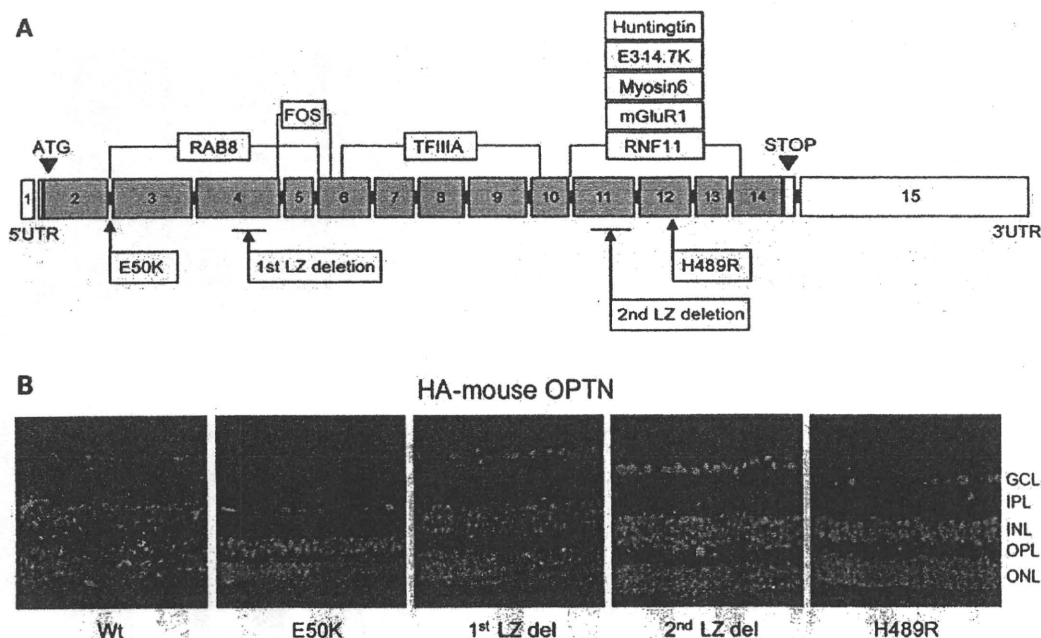 A
Huntingtin
E3-14.7K
Myosin6
mGluR1
RNF11
FOS
RAB8
TFIIIA
ATG
STOP
1 2 3 4 5 6 7 8 9 10 11 12 13 14 15
5'UTR
3'UTR
E50K
1st LZ deletion
H489R
2nd LZ deletion
B
HA-mouse OPTN
GCL
IPL
INL
OPL
ONL
Wt E50K 1st LZ del 2nd LZ del H489R